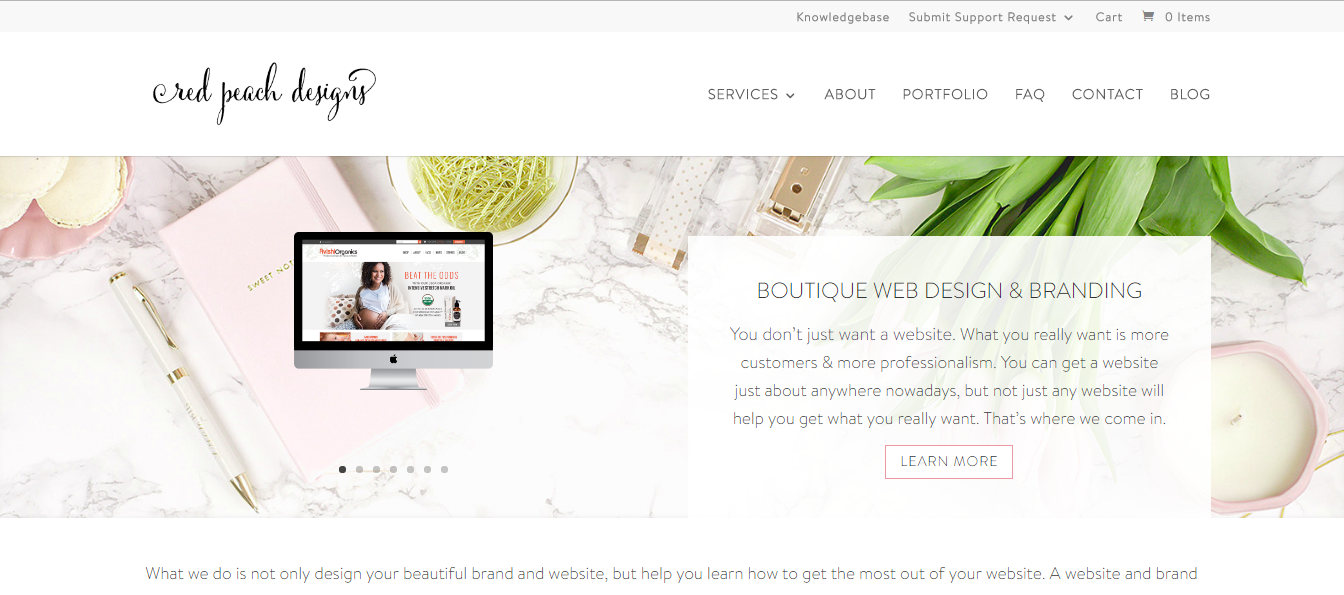 Knowledgebase Submit Support Request Cart 0 Items
red peach designs
SERVICES ABOUT PORTFOLIO FAQ CONTACT BLOG
SWEET NO
BEAT THE ODDS
BOUTIQUE WEB DESIGN & BRANDING
You don’t just want a website. What you really want is more
customers & more professionalism. You can get a website
just about anywhere nowadays, but not just any website will
help you get what you really want. That’s where we come in.
LEARN MORE
What we do is not only design your beautiful brand and website, but help you learn how to get the most out of your website. A website and brand